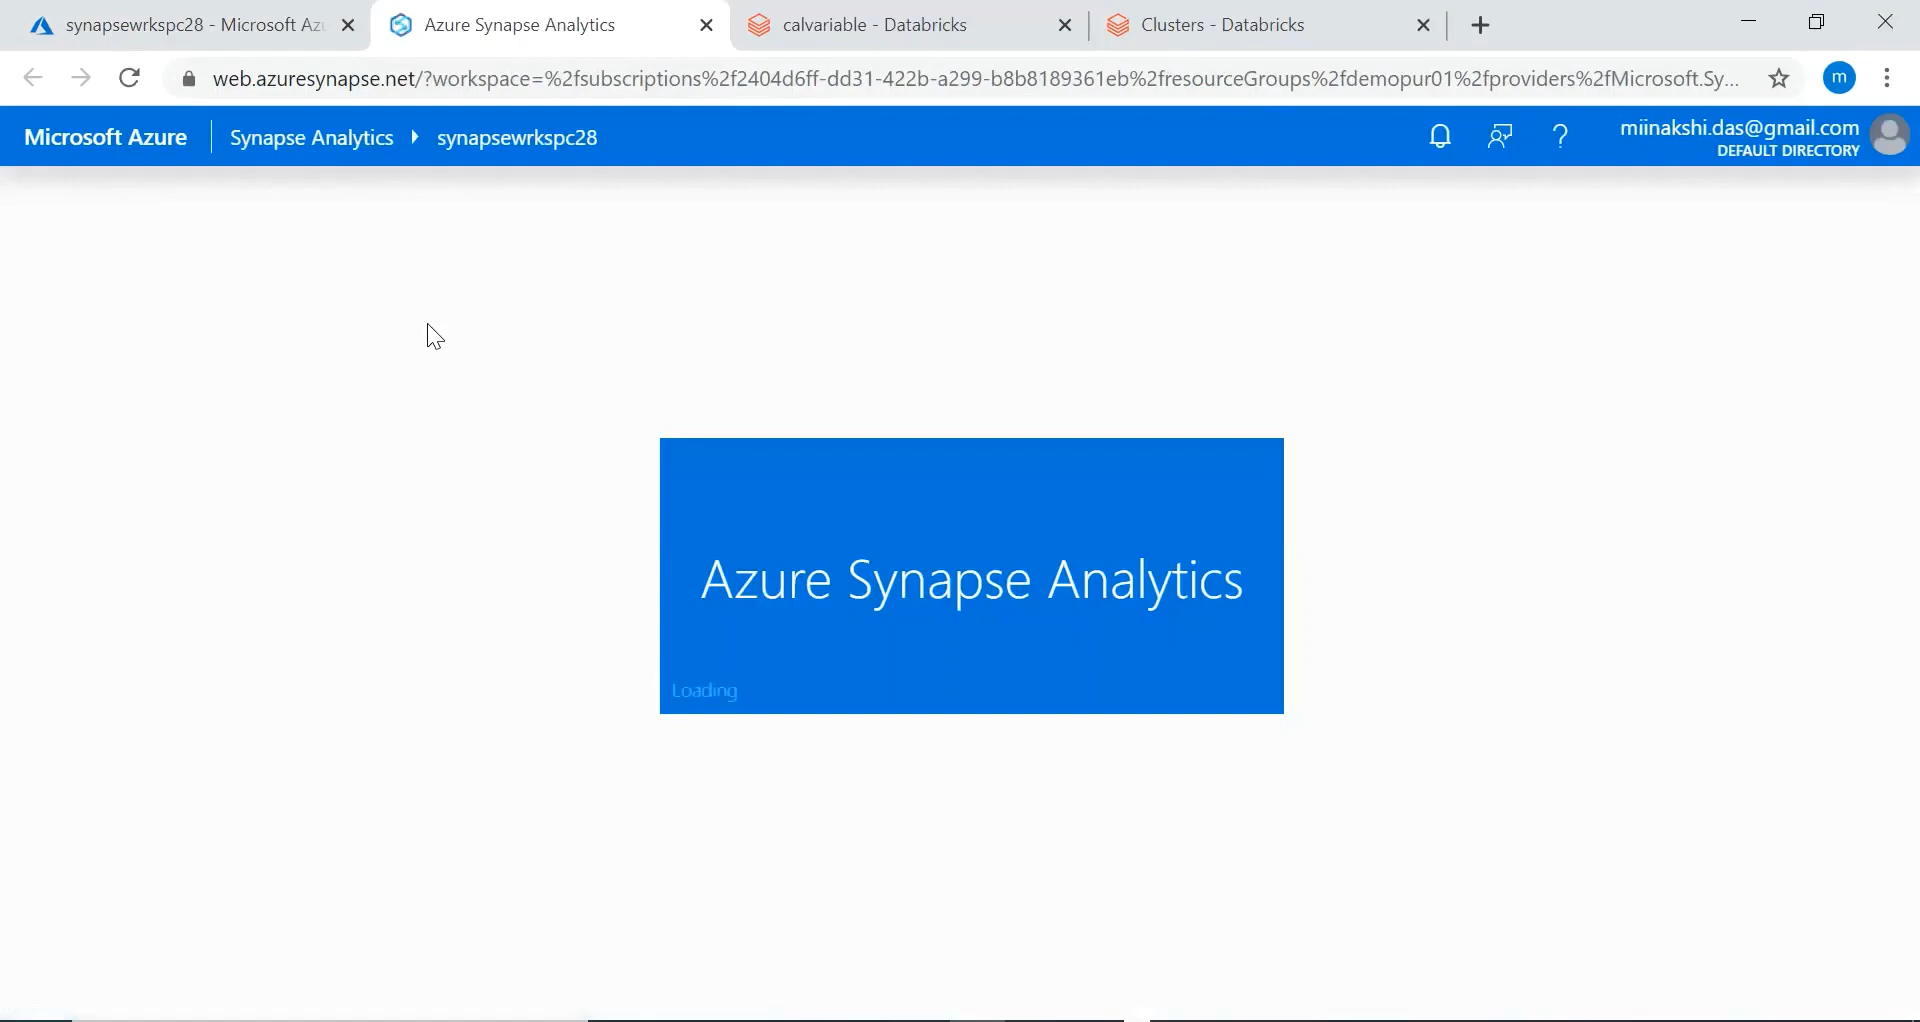 synapsewrkspc28 - Microsoft Az
Azure Synapse Analytics
calvariable - Databricks
Clusters - Databricks
web.azuresynapse.net/?workspace=%2fsubscriptions%2f2404d6ff-dd31-422b-a299-b8b8189361eb%2fresourceGroups%2fdemopur01%2fproviders%2fMicrosoft.Sy...
m
Microsoft Azure
Synapse Analytics
synapsewrkspc28
?
miinakshi.das@gmail.com
DEFAULT DIRECTORY
Azure Synapse Analytics
Loading